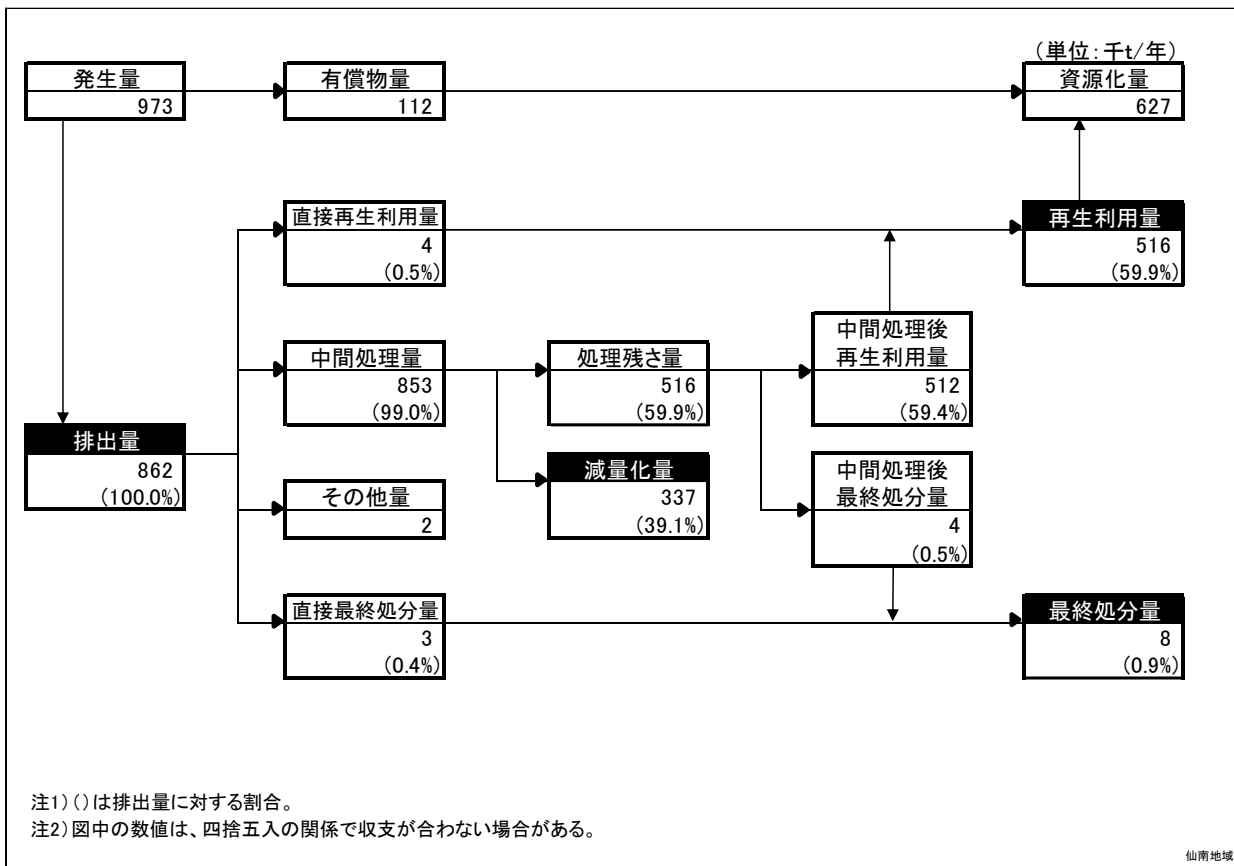 (単位:千t/年)
発生量
973
有償物量
112
資源化量
627
直接再生利用量
4
(0.5%)
再生利用量
516
(59.9%)
中間処理量
853
(99.0%)
処理残さ量
516
(59.9%)
中間処理後
再生利用量
512
(59.4%)
排出量
862
(100.0%)
減量化量
337
(39.1%)
中間処理後
最終処分量
4
(0.5%)
その他量
2
直接最終処分量
3
(0.4%)
最終処分量
8
(0.9%)
注1)()は排出量に対する割合。
注2)図中の数値は、四捨五入の関係で収支が合わない場合がある。
仙南地域